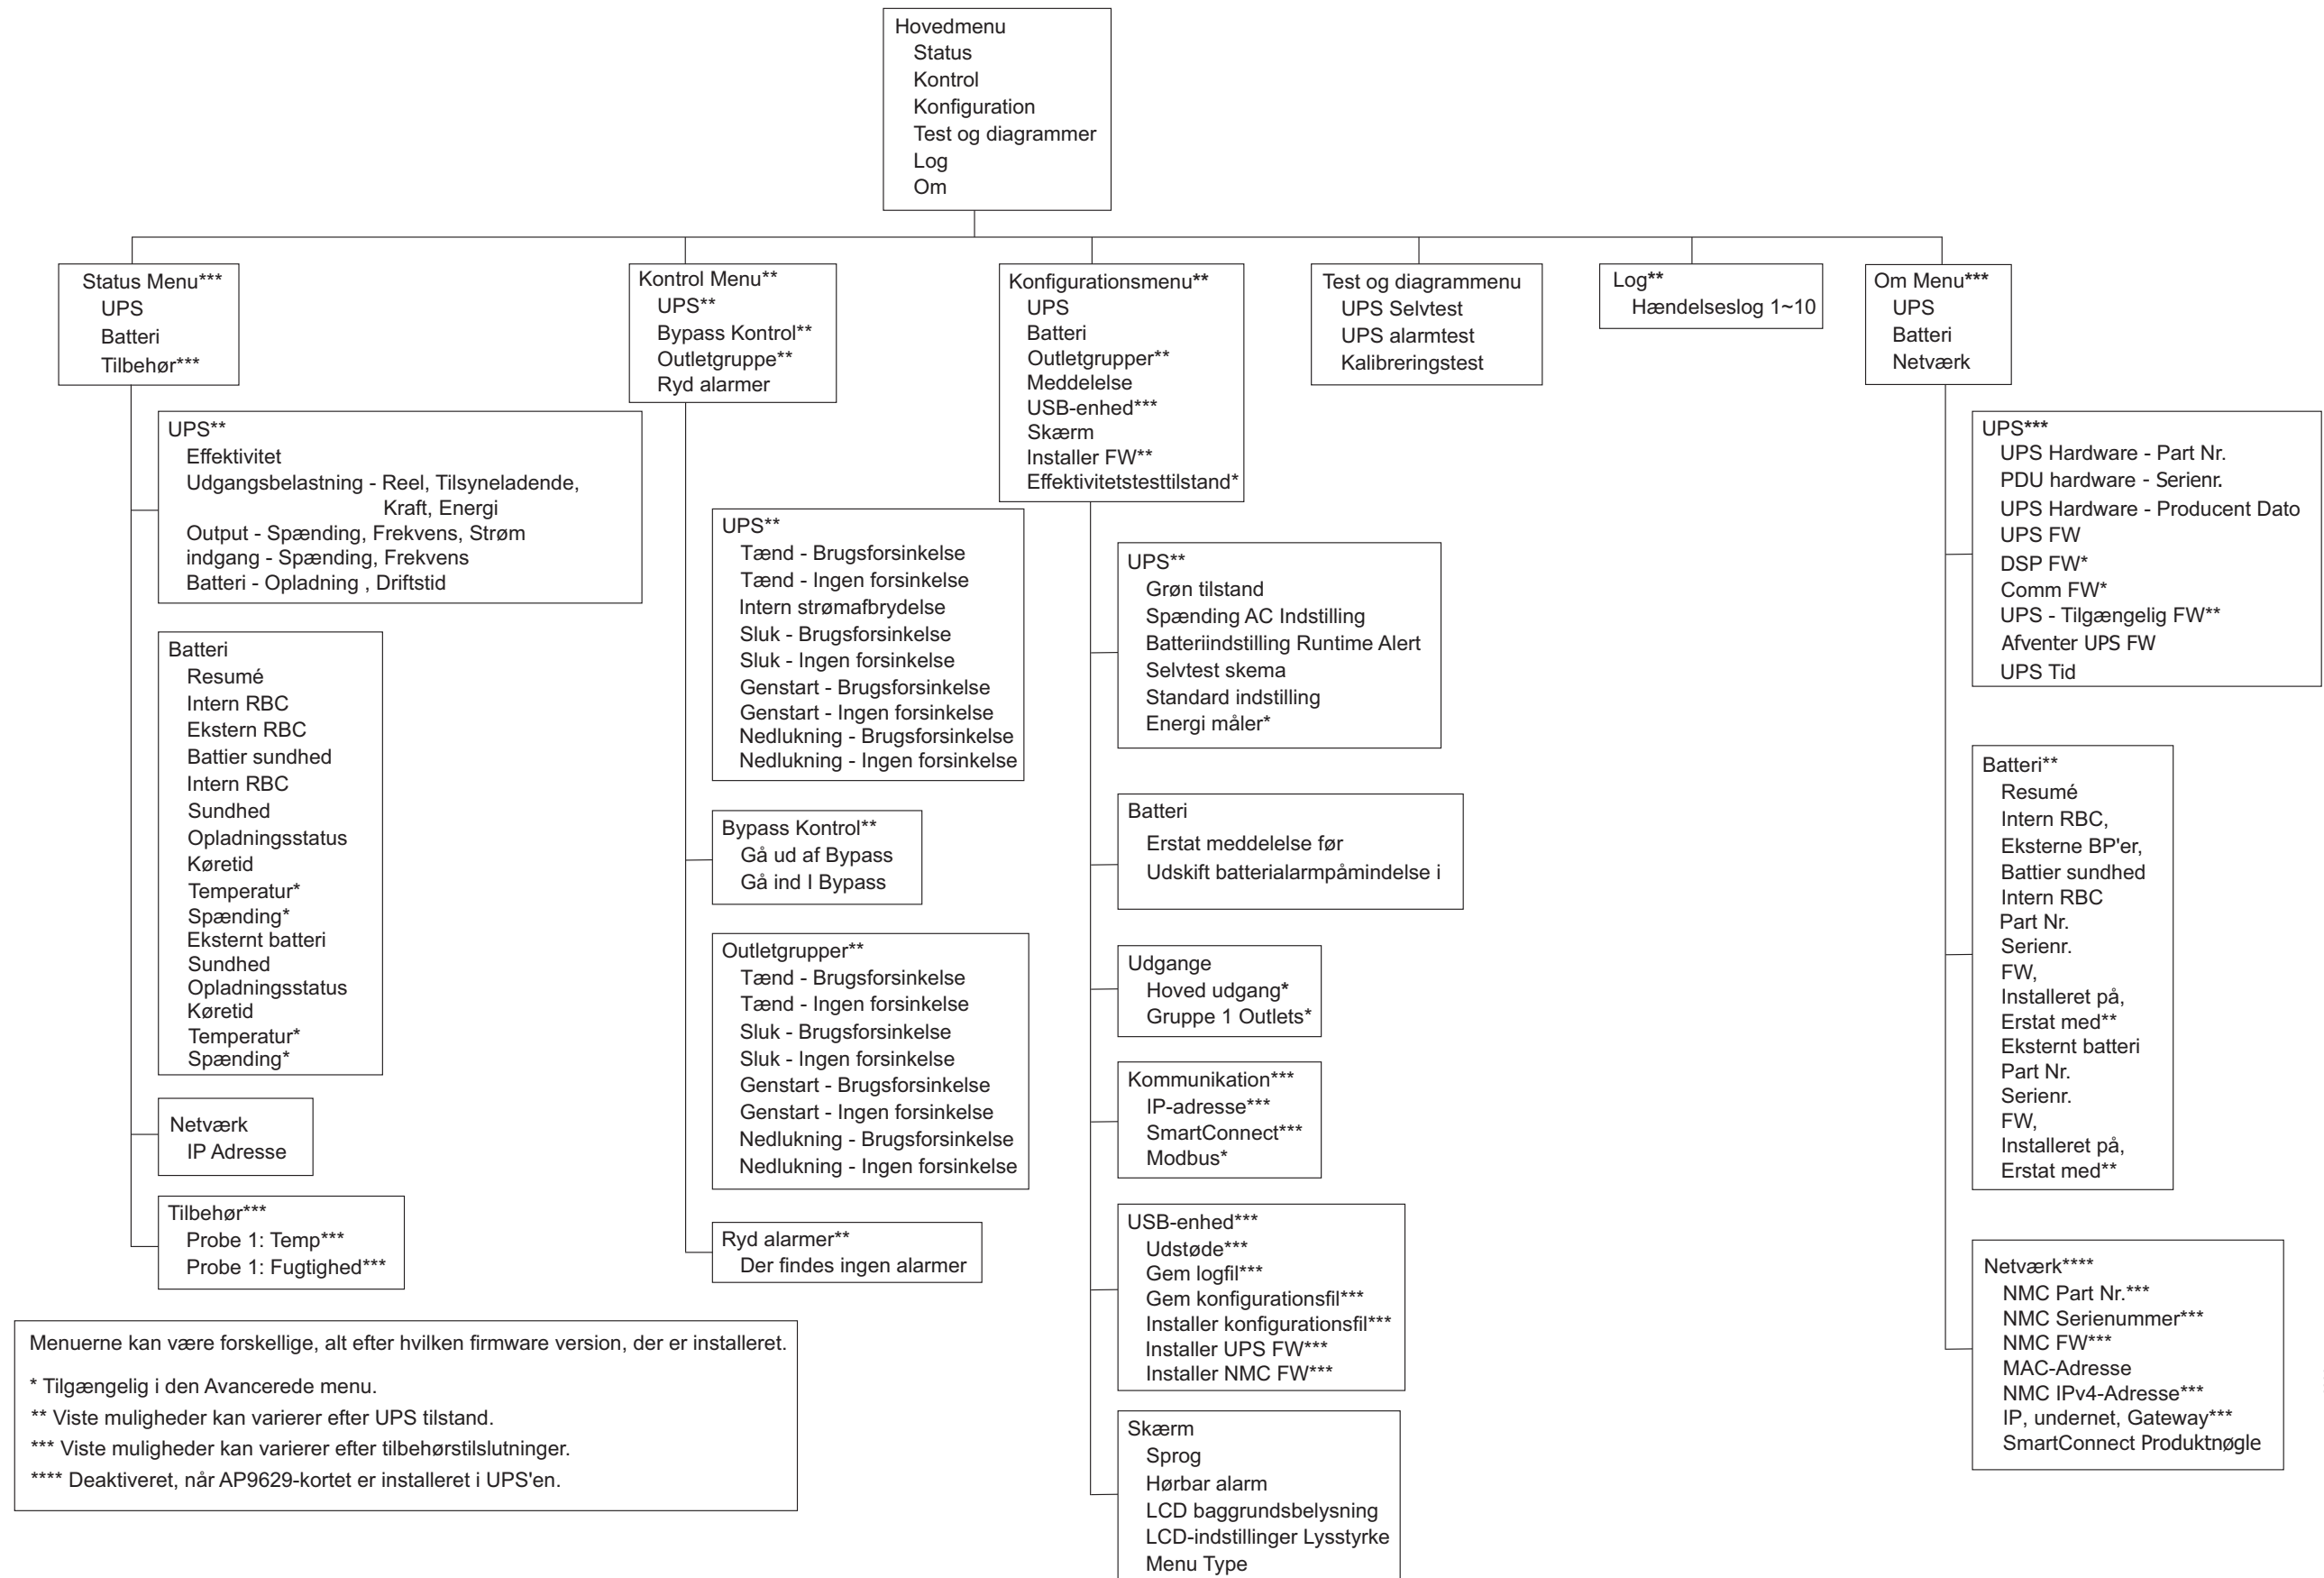 Hovedmenu
Status
Kontrol
Konfiguration
Test og diagrammer
Log
Om
Status Menu***
UPS
Batteri
Tilbehør***
UPS**
Effektivitet
Udgangsbelastning - Reel, Tilsyneladende,
Kraft, Energi
Output - Spænding, Frekvens, Strøm
indgang - Spænding, Frekvens
Batteri - Opladning , Driftstid
Batteri
Resumé
Intern RBC
Ekstern RBC
Battier sundhed
Intern RBC
Sundhed
Opladningsstatus
Køretid
Temperatur*
Spænding*
Eksternt batteri
Sundhed
Opladningsstatus
Køretid
Temperatur*
Spænding*
Netværk
IP Adresse
Tilbehør***
Probe 1: Temp***
Probe 1: Fugtighed***
Kontrol Menu**
UPS**
Bypass Kontrol**
Outletgruppe**
Ryd alarmer
UPS**
Tænd - Brugsforsinkelse
Tænd - Ingen forsinkelse
Intern strømafbrydelse
Sluk - Brugsforsinkelse
Sluk - Ingen forsinkelse
Genstart - Brugsforsinkelse
Genstart - Ingen forsinkelse
Nedlukning - Brugsforsinkelse
Nedlukning - Ingen forsinkelse
Bypass Kontrol**
Gå ud af Bypass
Gå ind I Bypass
Outletgrupper**
Tænd - Brugsforsinkelse
Tænd - Ingen forsinkelse
Sluk - Brugsforsinkelse
Sluk - Ingen forsinkelse
Genstart - Brugsforsinkelse
Genstart - Ingen forsinkelse
Nedlukning - Brugsforsinkelse
Nedlukning - Ingen forsinkelse
Ryd alarmer**
Der findes ingen alarmer
Konfigurationsmenu**
UPS
Batteri
Outletgrupper**
Meddelelse
USB-enhed***
Skærm
Installer FW**
Effektivitetstesttilstand*
UPS**
Grøn tilstand
Spænding AC Indstilling
Batteriindstilling Runtime Alert
Selvtest skema
Standard indstilling
Energi måler*
Batteri
Erstat meddelelse før
Udskift batterialarmpåmindelse i
Udgange
Hoved udgang*
Gruppe 1 Outlets*
Kommunikation***
IP-adresse***
SmartConnect***
Modbus*
USB-enhed***
Udstøde***
Gem logfil***
Gem konfigurationsfil***
Installer konfigurationsfil***
Installer UPS FW***
Installer NMC FW***
Skærm
Sprog
Hørbar alarm
LCD baggrundsbelysning
LCD-indstillinger Lysstyrke
Menu Type
Test og diagrammenu
UPS Selvtest
UPS alarmtest
Kalibreringstest
Log**
Hændelseslog 1~10
Om Menu***
UPS
Batteri
Netværk
UPS***
UPS Hardware - Part Nr.
PDU hardware - Serienr.
UPS Hardware - Producent Dato
UPS FW
DSP FW*
Comm FW*
UPS - Tilgængelig FW**
Afventer UPS FW
UPS Tid
Batteri**
Resumé
Intern RBC,
Eksterne BP'er,
Battier sundhed
Intern RBC
Part Nr.
Serienr.
FW,
Installeret på,
Erstat med**
Eksternt batteri
Part Nr.
Serienr.
FW,
Installeret på,
Erstat med**
Netværk****
NMC Part Nr.***
NMC Serienummer***
NMC FW***
MAC-Adresse
NMC IPv4-Adresse***
IP, undernet, Gateway***
SmartConnect Produktnøgle
Menuerne kan være forskellige, alt efter hvilken firmware version, der er installeret.
* Tilgængelig i den Avancerede menu.
** Viste muligheder kan varierer efter UPS tilstand.
*** Viste muligheder kan varierer efter tilbehørstilslutninger.
**** Deaktiveret, når AP9629-kortet er installeret i UPS'en.